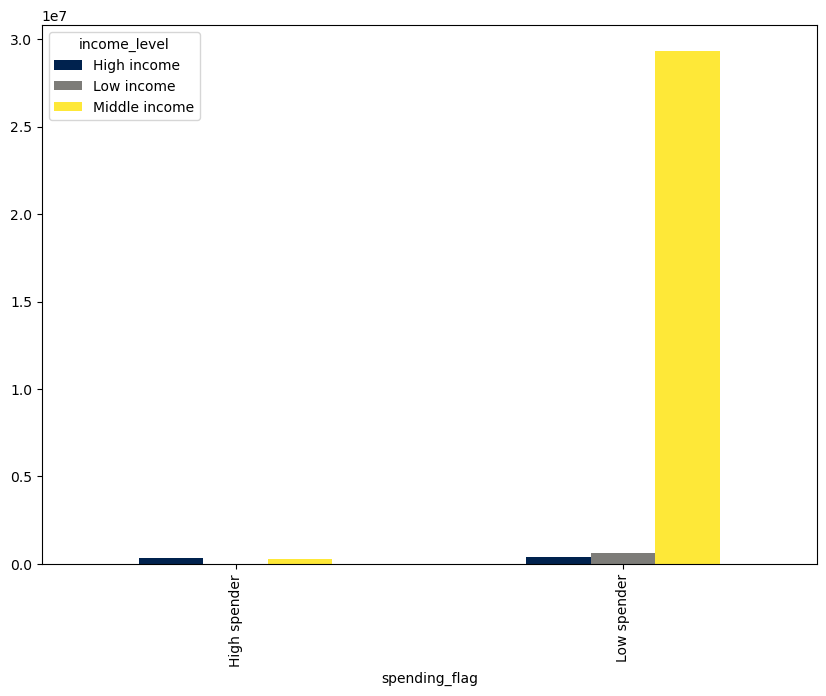 1e7
3.0
2.5
2.0
1.5
1.0
0.5
0.0
income_level
High income
Low income
Middle income
High spender
Low spender
spending_flag